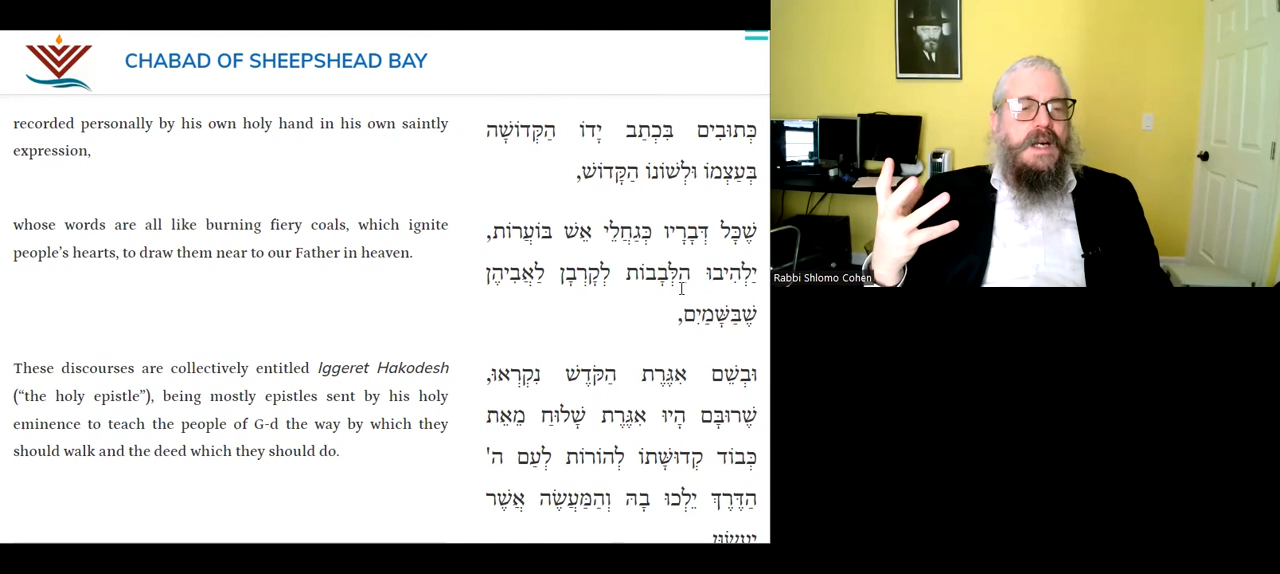 CHABAD OF SHEEPSHEAD BAY
recorded personally by his own holy hand in his own saintly
expression,
כְּתוּבִים בִּכְתַב יָדוֹ הַקְּדוֹשָׁה
בְּעַצְמוֹ וּלְשׁוֹנוֹ הַקָּדוֹשׁ,
whose words are all like burning fiery coals, which ignite
people's hearts, to draw them near to our Father in heaven.
שֶׁכָּל דְּבָרָיו כְּגַחֲלֵי אֵשׁ בּוֹעֲרוֹת,
יַלְהִיבוּ הַלְּבָבוֹת לְקָרְבָן לַאֲבִיהֶן
שֶׁבַּשָּׁמַיִם,
These discourses are collectively entitled Iggeret Hakodesh
(“the holy epistle”), being mostly epistles sent by his holy
eminence to teach the people of G-d the way by which they
should walk and the deed which they should do.
וּבְשֵׁם אִגֶּרֶת הַקֹּדֶשׁ נִקְרְאוּ,
שֶׁרוּבָּם הָיוּ אִגֶּרֶת שָׁלוּחַ מֵאֵת
כְּבוֹד קְדוּשָּׁתוֹ לְהוֹרוֹת לְעַם ה'
הַדֶּרֶךְ יֵלְכוּ בָהּ וְהַמַּעֲשֶׂה אֲשֶׁר
Rabbi Shlomo Cohen